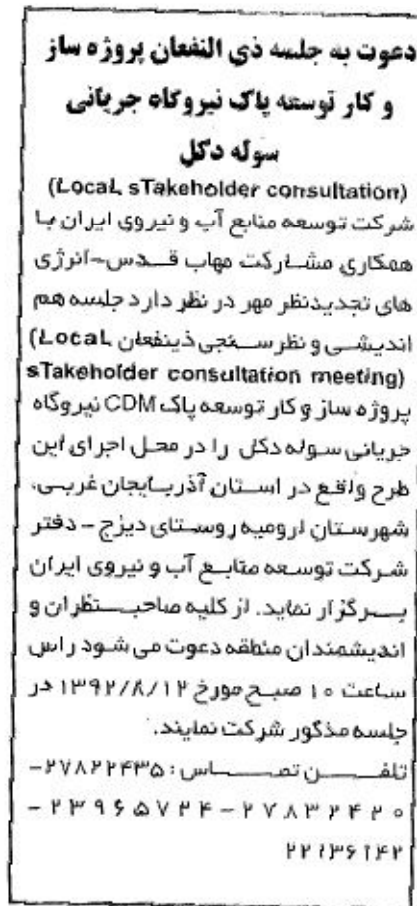 دعوت به جلسه ذی النفعان پروژه ساز
و کار توسعه پاک نیروگاه جریانی
سوله دکل
(LocaL sTakeholder consultation)
شرکت توسعه منابع آب و نیروی ایران با
همکاری مشارکت مهاب قدس-انرژی
های تجدیدنظر مهر در نظر دارد جلسه هم
اندیشی و نظر سنجی ذینفعان LocaL)
sTakeholder consultation meeting)
پروژه ساز و کار توسعه پاک CDM نیروگاه
جریانی سوله دکل را در محل اجرای این
طرح واقع در استان آذربایجان غربی،
شهرستان ارومیه روستای دیزج - دفتر
شرکت توسعه منابع آب و نیروی ایران
برگزار نماید. از کلیه صاحبنظران و
اندیشمندان منطقه دعوت می شود راس
ساعت ۱۰ صبح مورخ ۱۳۹۲/۸/۱۲ در
جلسه مذکور شرکت نمایند.
تلفن تماس: ۲۷۸۲۲۴۳۵-
۲۳۹۶۵۷۲۴-۲۷۸۳۲۴۲۰-